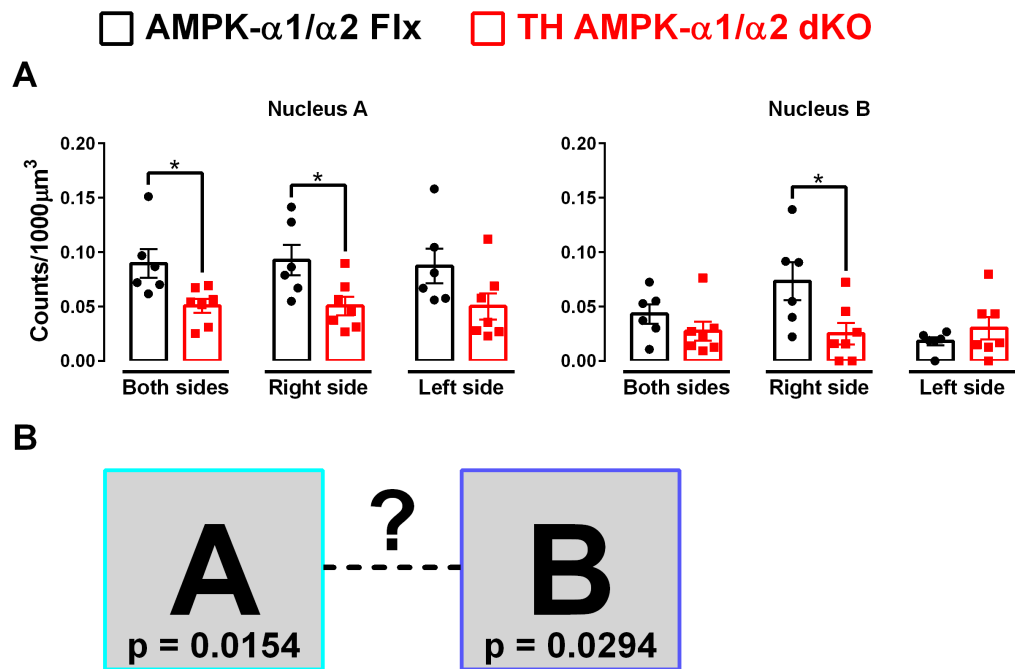 AMPK-α1/α2 Flx TH AMPK-α1/α2 dKO
A
Nucleus A Nucleus B
Counts/1000µm³
0.20
0.15
0.10
0.05
0.00
* *
Both sides Right side Left side
0.20
0.15
0.10
0.05
0.00
*
Both sides Right side Left side
B
?
A B
p = 0.0154 p = 0.0294